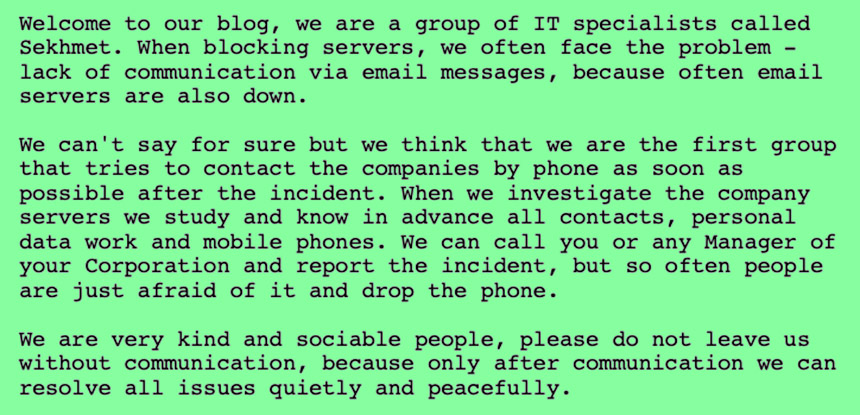 Welcome to our blog, we are a group of IT specialists called
Sekhmet. When blocking servers, we often face the problem –
lack of communication via email messages, because often email
servers are also down.
We can't say for sure but we think that we are the first group
that tries to contact the companies by phone as soon as
possible after the incident. When we investigate the company
servers we study and know in advance all contacts, personal
data work and mobile phones. We can call you or any Manager of
your Corporation and report the incident, but so often people
are just afraid of it and drop the phone.
We are very kind and sociable people, please do not leave us
without communication, because only after communication we can
resolve all issues quietly and peacefully.